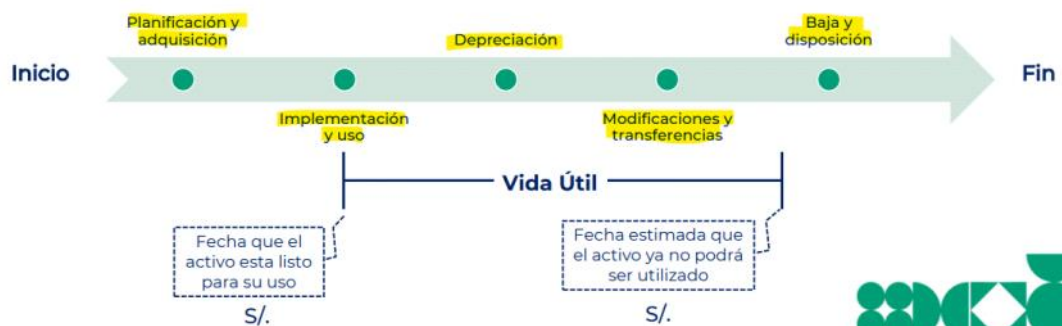 Planificación y
adquisición
Depreciación
Baja y
disposición
Inicio
Fin
Implementación
y uso
Modificaciones y
transferencias
Vida Útil
Fecha que el
activo esta listo
para su uso
S/.
Fecha estimada que
el activo ya no podrá
ser utilizado
S/.